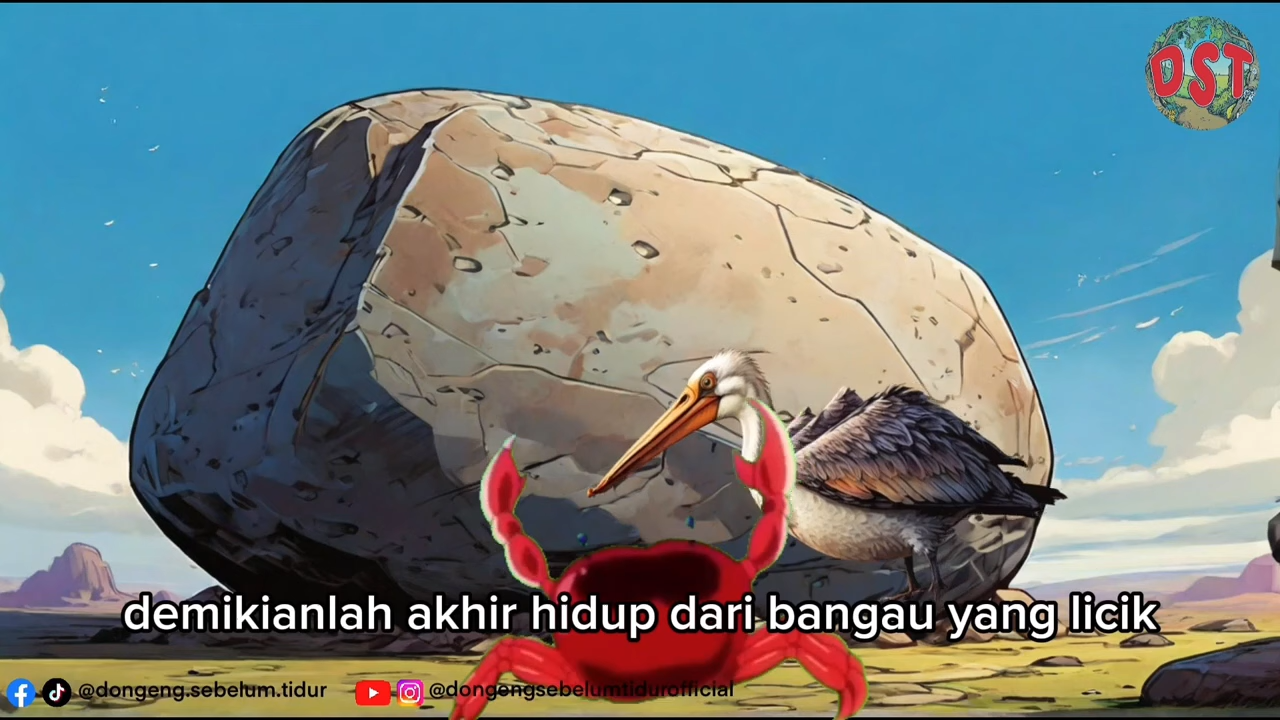 DST
demikianlah akhir hidup dari bangau yang licik
@dongeng.sebelum.tidur
@dongengsebelumtidurofficial